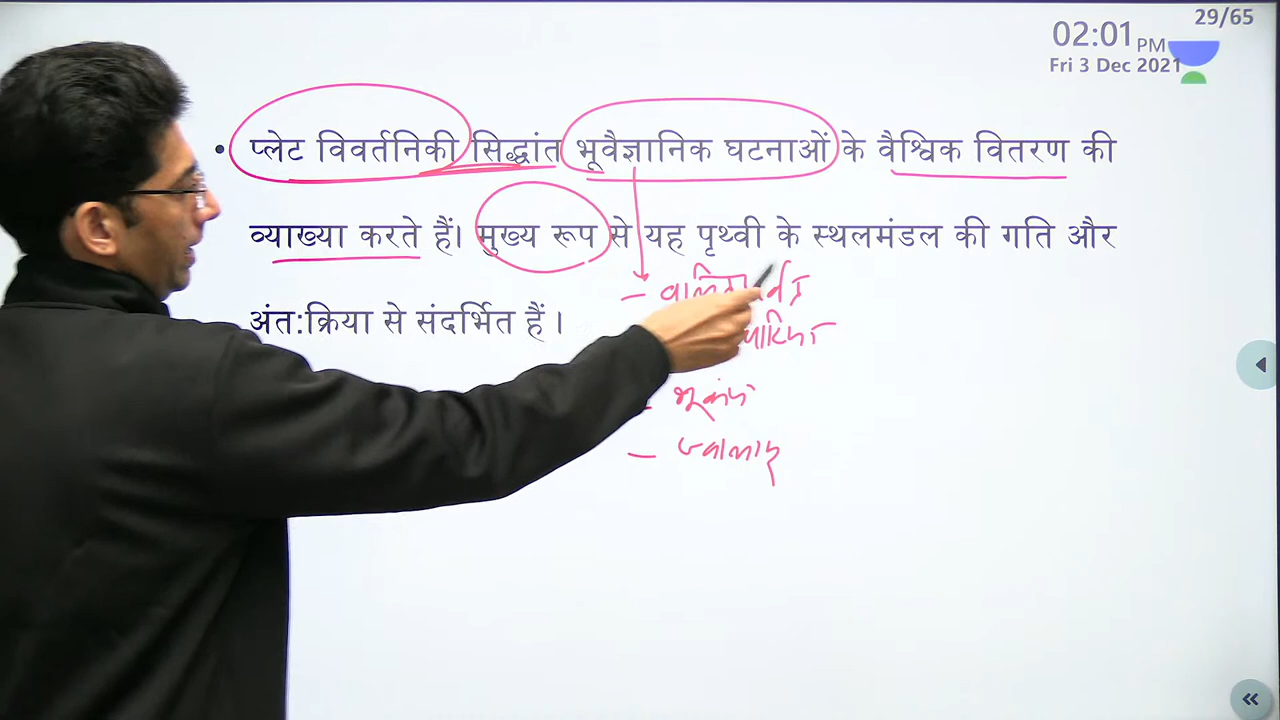 29/65
02:01 PM
Fri 3 Dec 2021
• प्लेट विवर्तनिकी सिद्धांत भूवैज्ञानिक घटनाओं के वैश्विक वितरण की
व्याख्या करते हैं। मुख्य रूप से यह पृथ्वी के स्थलमंडल की गति और
अंत:क्रिया से संदर्भित हैं ।
- भूकंप